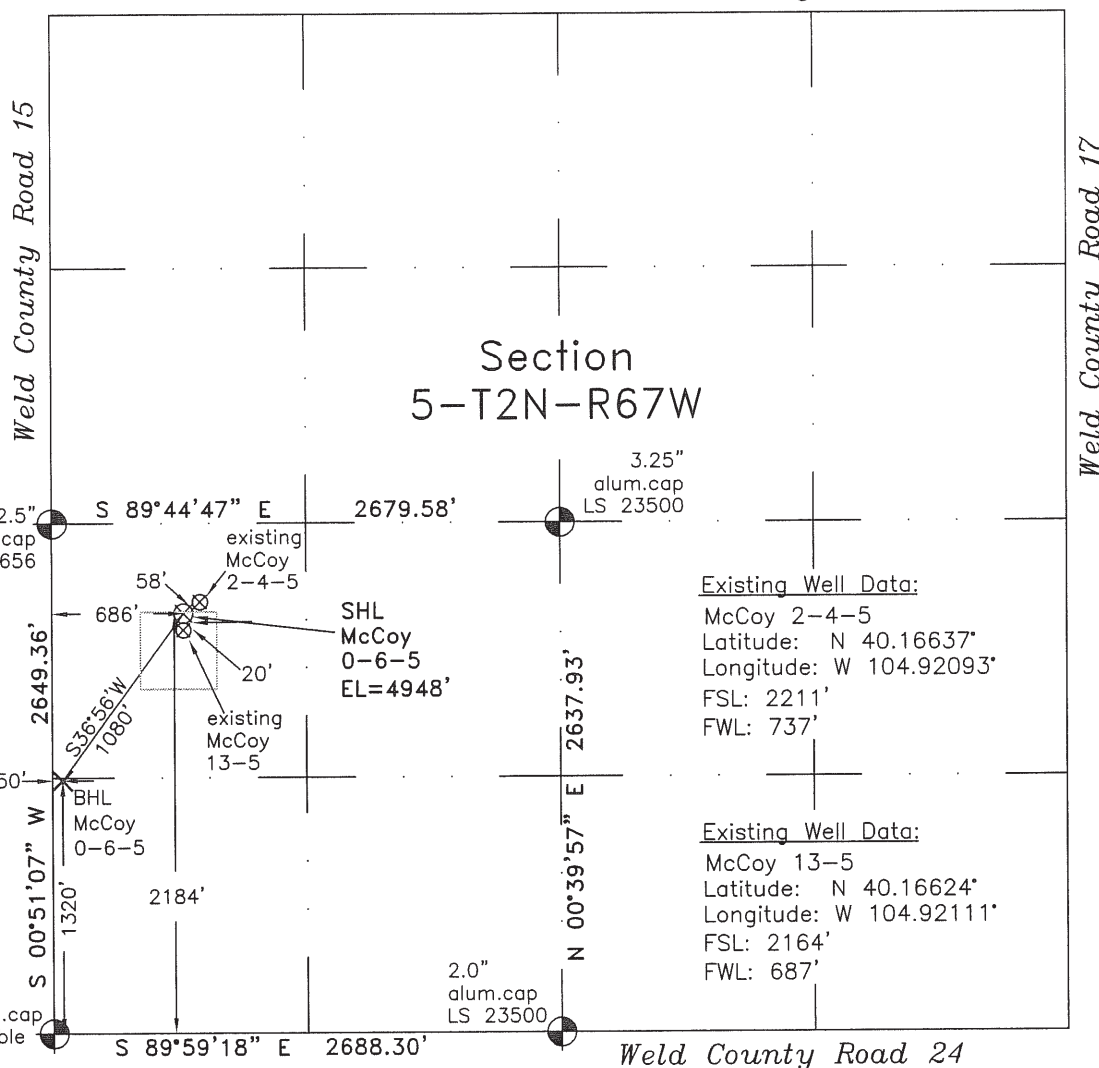 Weld County Road 15
Weld County Road 17
Section
5-T2N-R67W
3.25"
alum.cap
LS 23500
S 89°44'47" E 2679.58'
2.5"
cap
656
existing
McCoy
2-4-5
58'
686'
SHL
McCoy
0-6-5
EL=4948'
20'
existing
McCoy
13-5
2649.36'
S36°56'W
1080'
50'
BHL
McCoy
0-6-5
S 00°51'07" W
1320'
2184'
N 00°39'57" E 2637.93'
Existing Well Data:
McCoy 2-4-5
Latitude: N 40.16637°
Longitude: W 104.92093°
FSL: 2211'
FWL: 737'
Existing Well Data:
McCoy 13-5
Latitude: N 40.16624°
Longitude: W 104.92111°
FSL: 2164'
FWL: 687'
2.0"
alum.cap
LS 23500
.cap
ole
S 89°59'18" E 2688.30'
Weld County Road 24